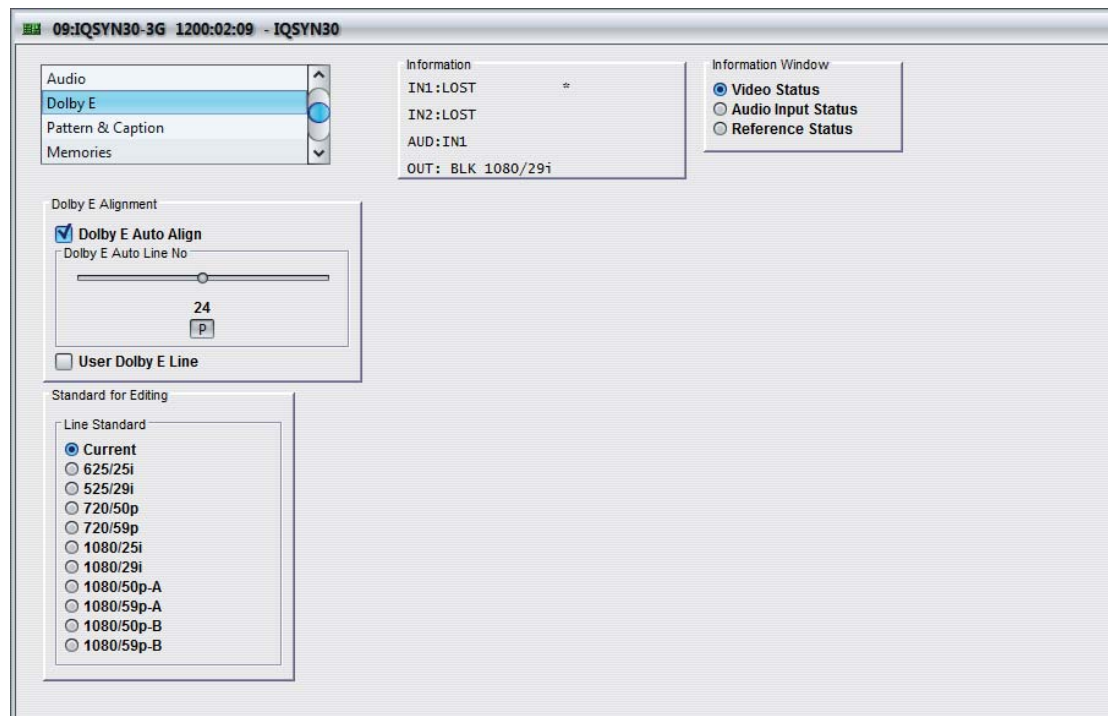 09:IQSYN30-3G 1200:02:09 - IQSYN30
Audio
Dolby E
Pattern & Caption
Memories
Information
IN1:LOST *
IN2:LOST
AUD:IN1
OUT: BLK 1080/29i
Information Window
Video Status
Audio Input Status
Reference Status
Dolby E Alignment
Dolby E Auto Align
Dolby E Auto Line No
24
P
User Dolby E Line
Standard for Editing
Line Standard
Current
625/25i
525/29i
720/50p
720/59p
1080/25i
1080/29i
1080/50p-A
1080/59p-A
1080/50p-B
1080/59p-B